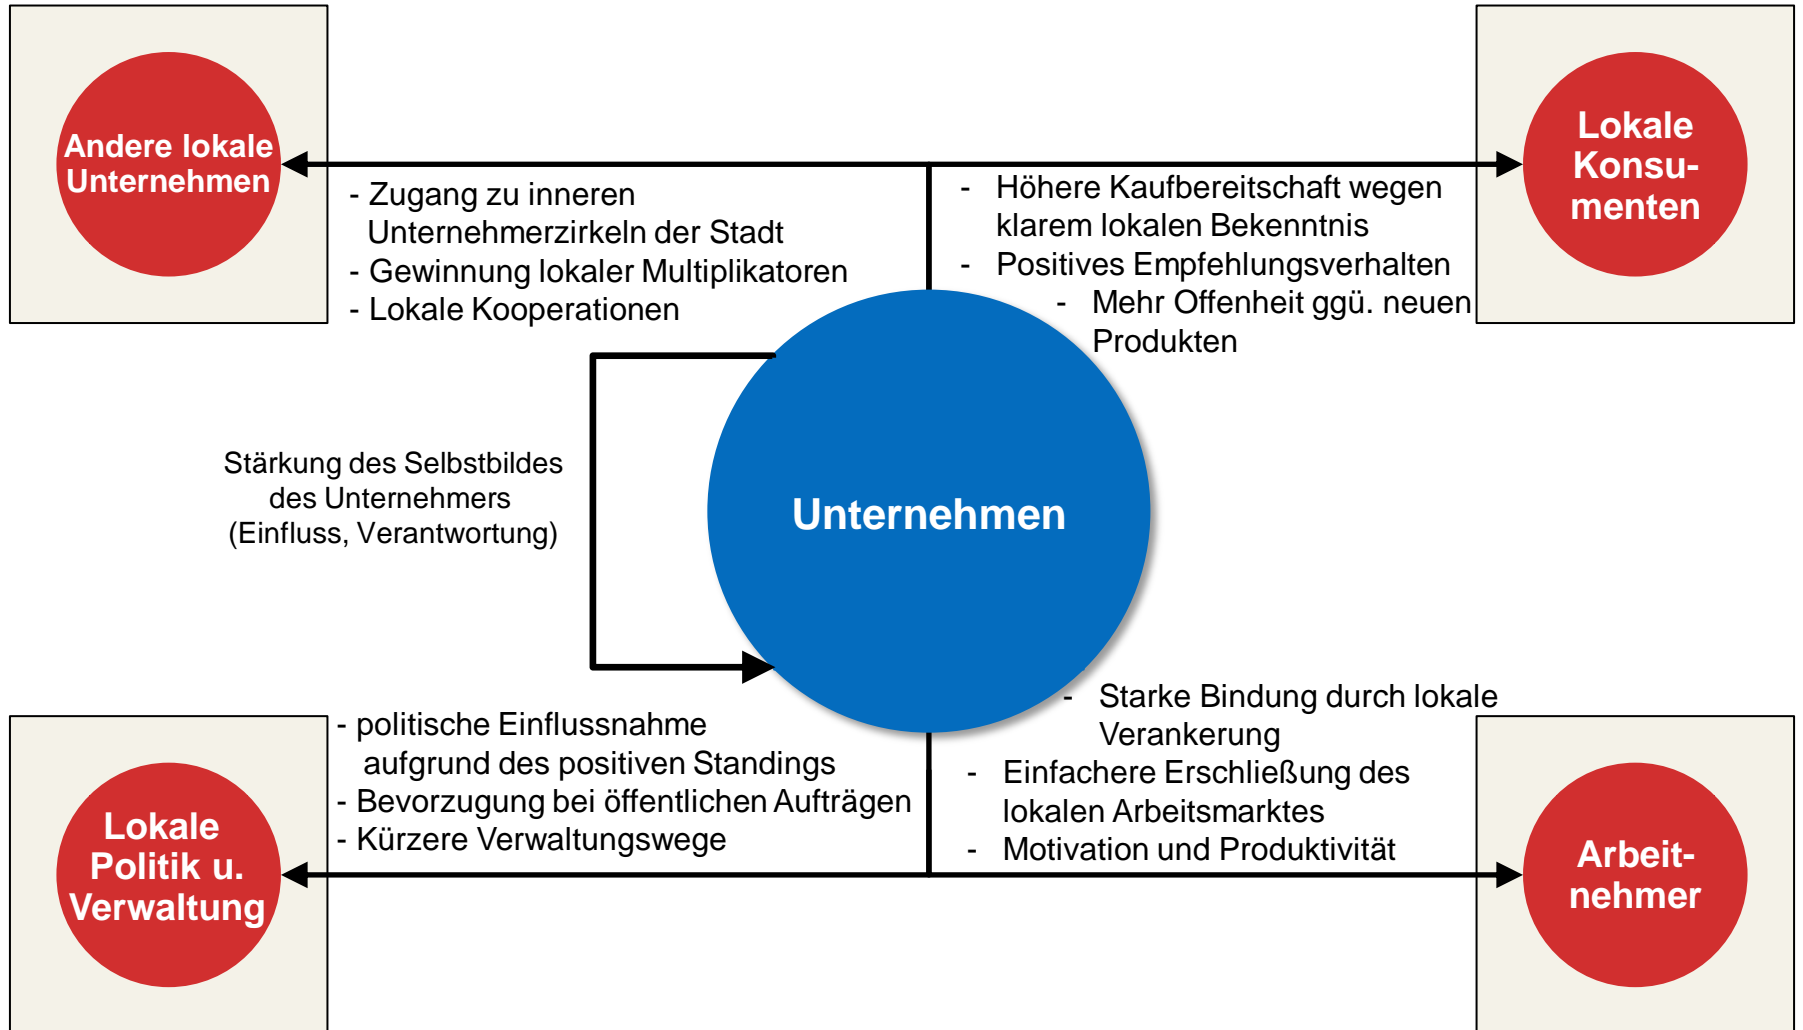 Andere lokale
Unternehmen
- Zugang zu inneren
Unternehmerzirkeln der Stadt
- Gewinnung lokaler Multiplikatoren
- Lokale Kooperationen
- Höhere Kaufbereitschaft wegen
klarem lokalen Bekenntnis
- Positives Empfehlungsverhalten
- Mehr Offenheit ggü. neuen
Produkten
Lokale
Konsu-
menten
Stärkung des Selbstbildes
des Unternehmers
(Einfluss, Verantwortung)
Unternehmen
Lokale
Politik u.
Verwaltung
- politische Einflussnahme
aufgrund des positiven Standings
- Bevorzugung bei öffentlichen Aufträgen
- Kürzere Verwaltungswege
- Starke Bindung durch lokale
Verankerung
- Einfachere Erschließung des
lokalen Arbeitsmarktes
- Motivation und Produktivität
Arbeit-
nehmer